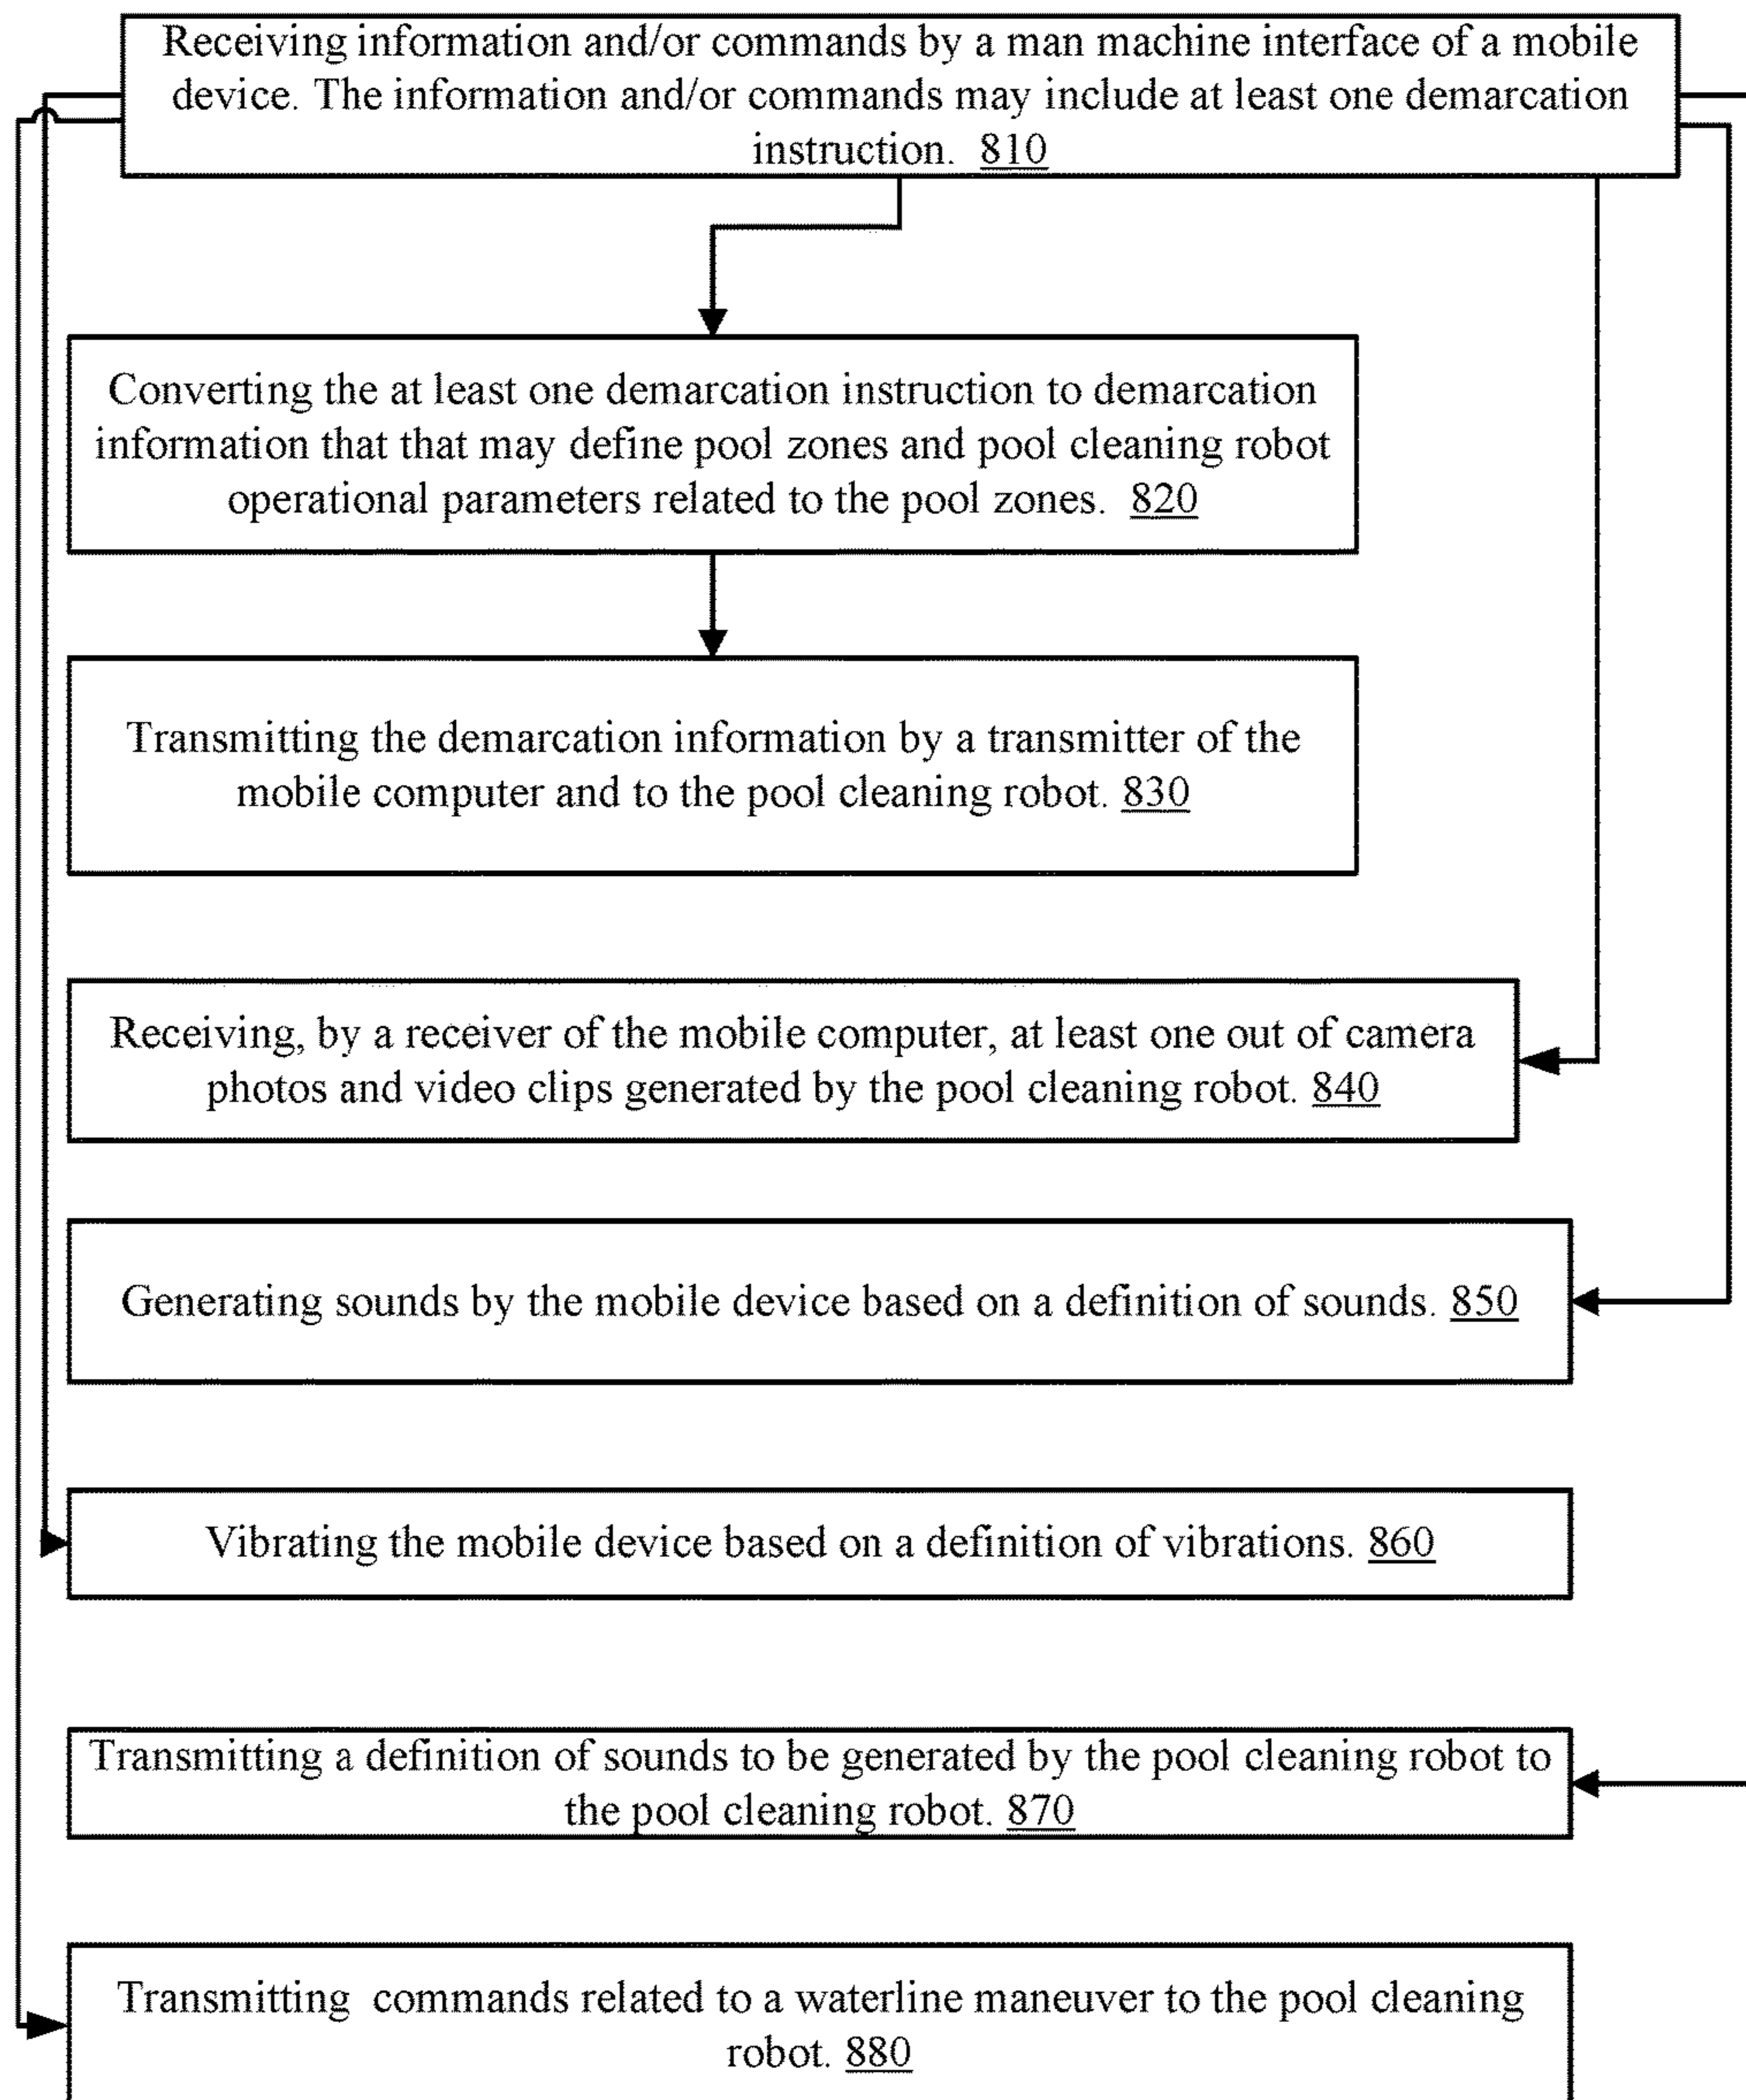 Receiving information and/or commands by a man machine interface of a mobile
device. The information and/or commands may include at least one demarcation
instruction. 810
Converting the at least one demarcation instruction to demarcation
information that that may define pool zones and pool cleaning robot
operational parameters related to the pool zones. 820
Transmitting the demarcation information by a transmitter of the
mobile computer and to the pool cleaning robot. 830
Receiving, by a receiver of the mobile computer, at least one out of camera
photos and video clips generated by the pool cleaning robot. 840
Generating sounds by the mobile device based on a definition of sounds. 850
Vibrating the mobile device based on a definition of vibrations. 860
Transmitting a definition of sounds to be generated by the pool cleaning robot to
the pool cleaning robot. 870
Transmitting commands related to a waterline maneuver to the pool cleaning
robot. 880